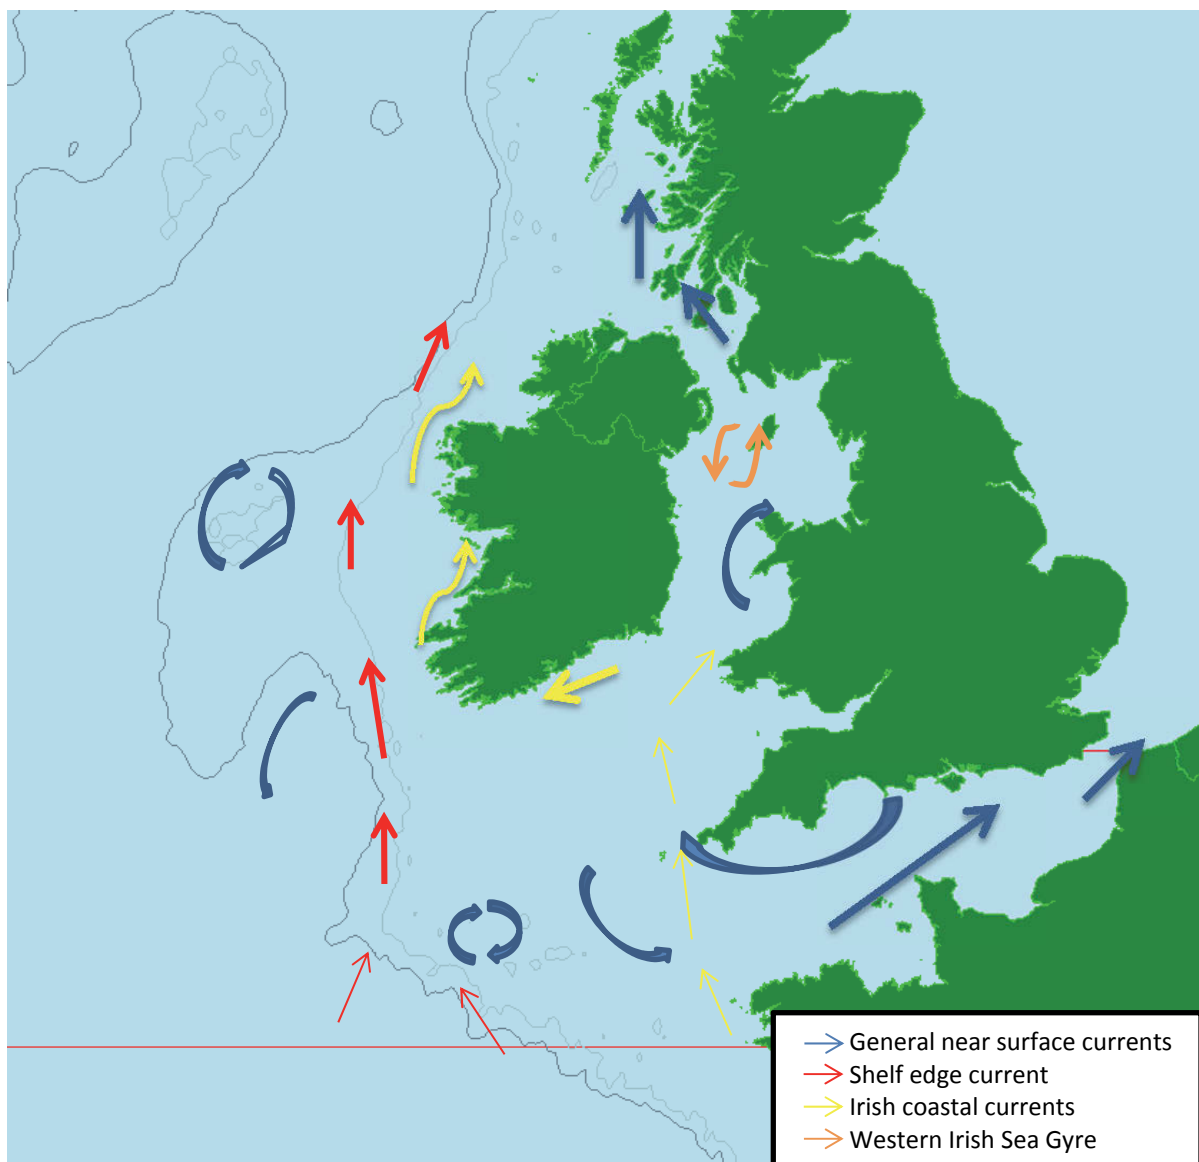 General near surface currents
Shelf edge current
Irish coastal currents
Western Irish Sea Gyre